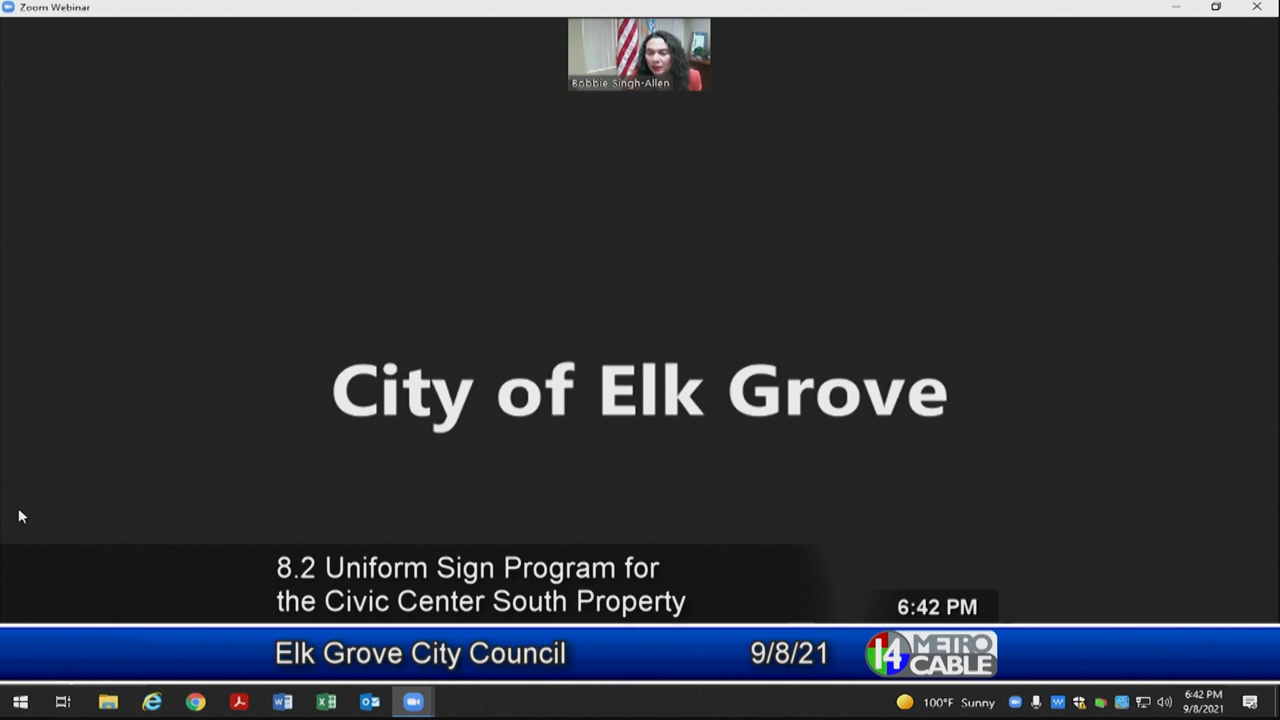 Zoom Webinar
Bobbie Singh-Allen
City of Elk Grove
8.2 Uniform Sign Program for
the Civic Center South Property
6:42 PM
Elk Grove City Council
9/8/21
14 METRO
CABLE
100°F Sunny
6:42 PM
9/8/2021